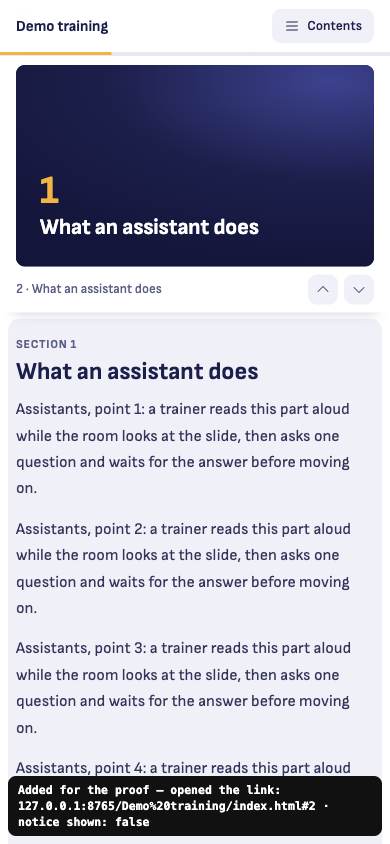 Demo training
Contents
1
What an assistant does
2 · What an assistant does
SECTION 1
What an assistant does
Assistants, point 1: a trainer reads this part aloud
while the room looks at the slide, then asks one
question and waits for the answer before moving
on.
Assistants, point 2: a trainer reads this part aloud
while the room looks at the slide, then asks one
question and waits for the answer before moving
on.
Assistants, point 3: a trainer reads this part aloud
while the room looks at the slide, then asks one
question and waits for the answer before moving
on.
Assistants, point 4: a trainer reads this part aloud
Added for the proof — opened the link:
127.0.0.1:8765/Demo%20training/index.html#2 ·
notice shown: false